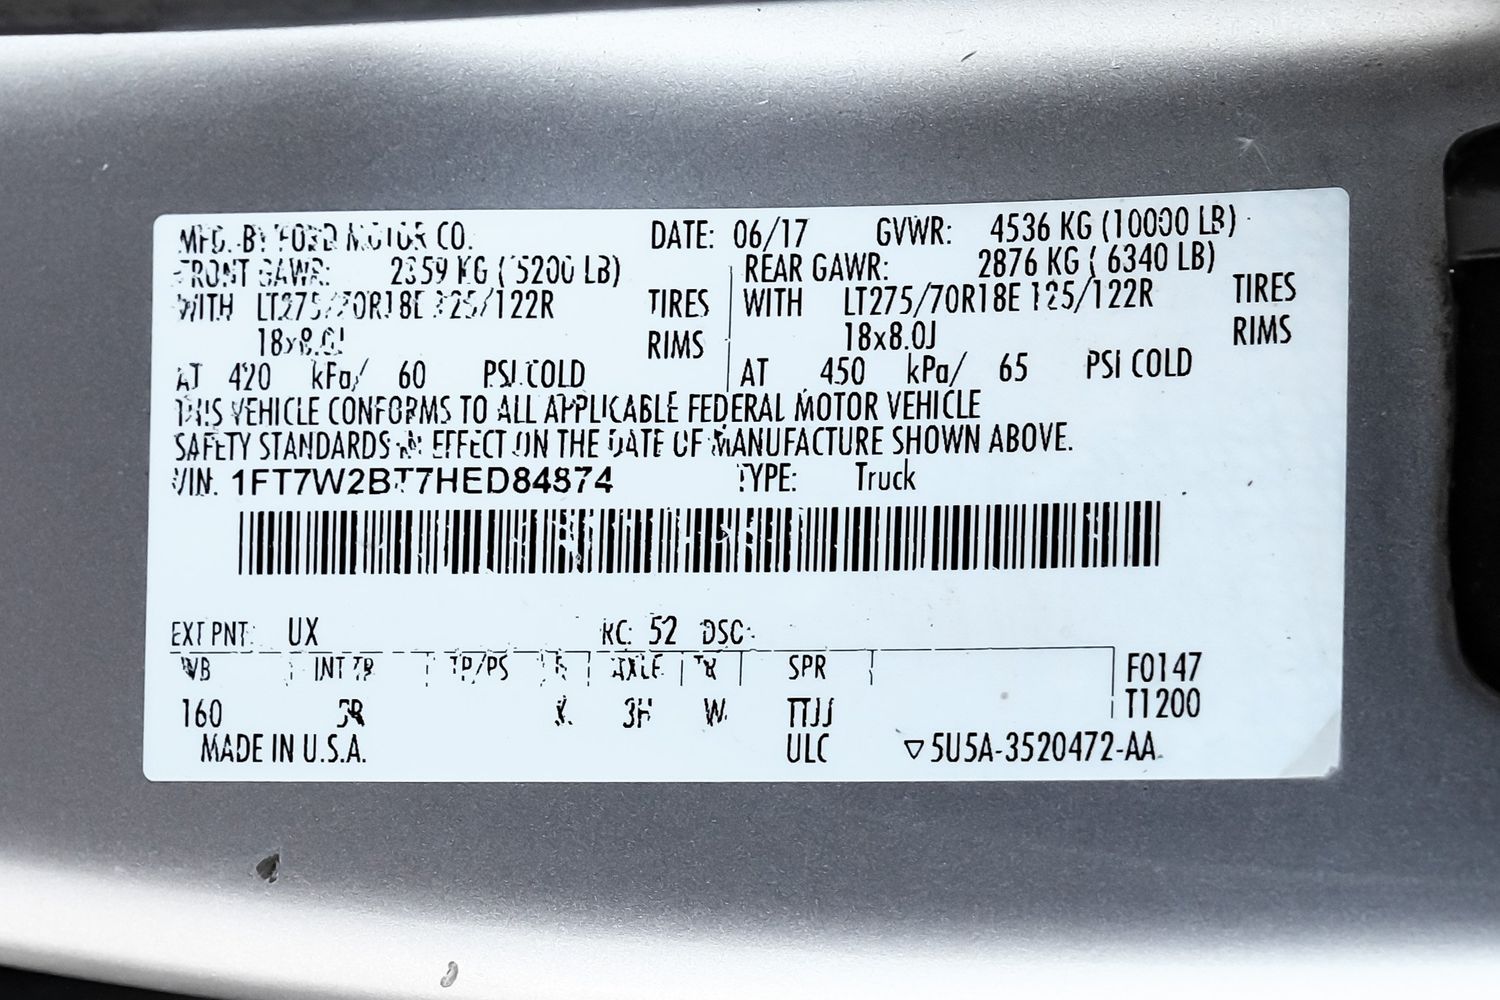 MFD. BY FORD MOTOR CO. DATE: 06/17 GVWR: 4536 KG (10000 LB)
FRONT GAWR: 2359 KG ( 5200 LB) REAR GAWR: 2876 KG ( 6340 LB)
WITH LT275/70R18E 125/122R TIRES WITH LT275/70R18E 125/122R TIRES
18x8.0J RIMS 18x8.0J RIMS
AT 420 kPa/ 60 PSI COLD AT 450 kPa/ 65 PSI COLD
THIS VEHICLE CONFORMS TO ALL APPLICABLE FEDERAL MOTOR VEHICLE
SAFETY STANDARDS IN EFFECT ON THE DATE OF MANUFACTURE SHOWN ABOVE.
VIN: 1FT7W2BT7HED84874 TYPE: Truck
EXT PNT: UX RC: 52 DSO:
WB INT TR TP/PS R AXLE TR SPR F0147
160 3H W TTJJ T1200
MADE IN U.S.A. ULC ▽5U5A-3520472-AA